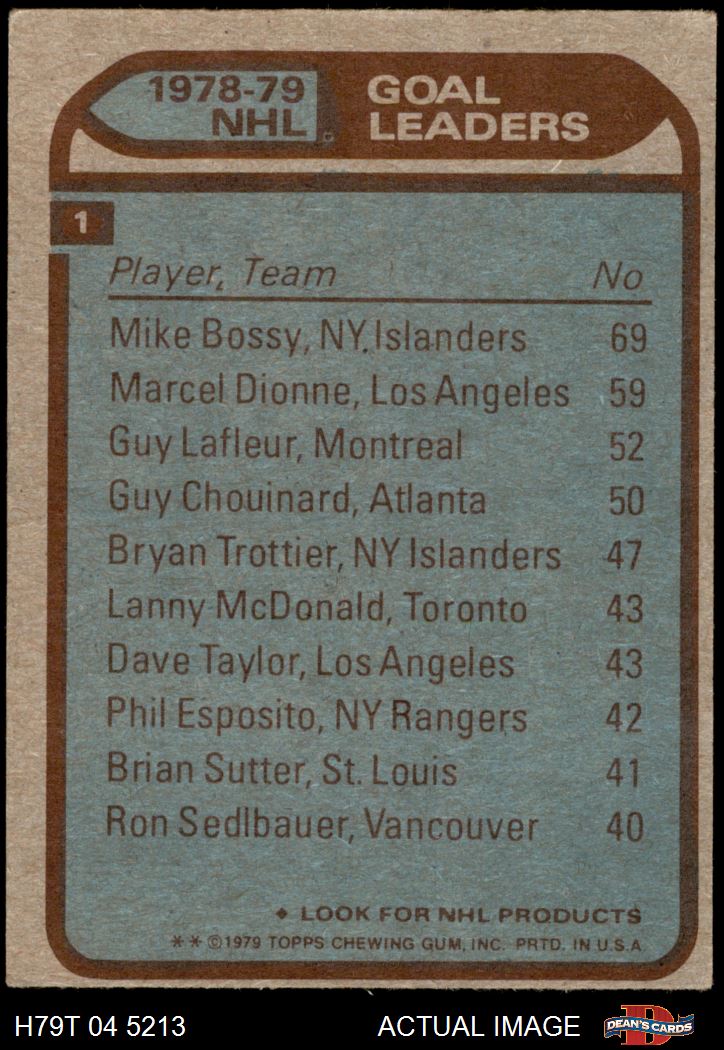 1978-79 NHL GOAL LEADERS
1
Player, Team No
Mike Bossy, NY. Islanders 69
Marcel Dionne, Los Angeles 59
Guy Lafleur, Montreal 52
Guy Chouinard, Atlanta 50
Bryan Trottier, NY Islanders 47
Lanny McDonald, Toronto 43
Dave Taylor, Los Angeles 43
Phil Esposito, NY Rangers 42
Brian Sutter, St. Louis 41
Ron Sedlbauer, Vancouver 40
◆ LOOK FOR NHL PRODUCTS
** ©1979 TOPPS CHEWING GUM, INC. PRTD. IN U.S.A
H79T 04 5213 ACTUAL IMAGE D DEAN'S CARDS